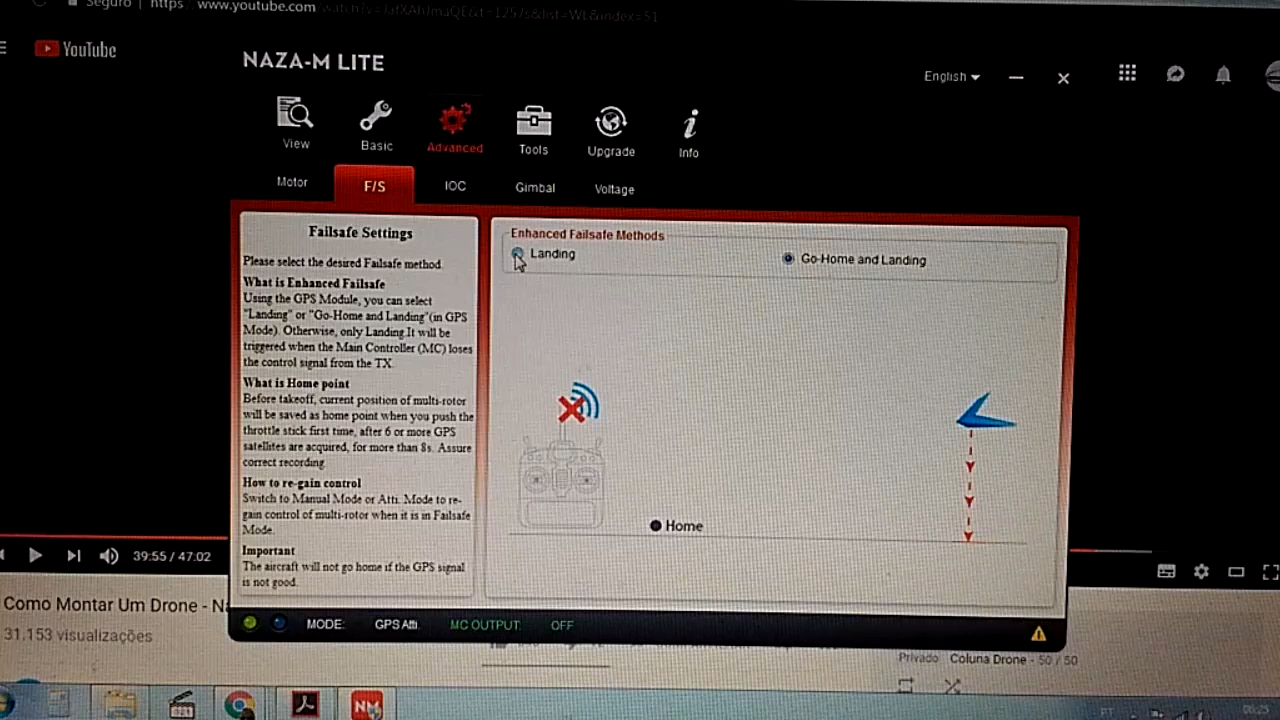 Seguro
https
www.youtube.com
YouTube
NAZA-M LITE
English
View
Basic
Advanced
Tools
Upgrade
Info
Motor
F/S
IOC
Gimbal
Voltage
Failsafe Settings
Please select the desired Failsafe method.
What is Enhanced Failsafe
Using the GPS Module, you can select
"Landing" or "Go-Home and Landing"(in GPS
Mode). Otherwise, only Landing.It will be
triggered when the Main Controller (MC) loses
the control signal from the TX.
What is Home point
Before takeoff, current position of multi-rotor
will be saved as home point when you push the
throttle stick first time, after 6 or more GPS
satellites are acquired, for more than 8s. Assure
correct recording.
How to re-gain control
Switch to Manual Mode or Atti. Mode to re-
gain control of multi-rotor when it is in Failsafe
Mode.
Important
The aircraft will not go home if the GPS signal
is not good.
Enhanced Failsafe Methods
Landing
Go-Home and Landing
Home
39:55 / 47:02
Como Montar Um Drone - Na
31.153 visualizações
MODE:
GPS Atti.
MC OUTPUT:
OFF
Privado
Coluna Drone - 50 / 50
321
NM
PT
06:25